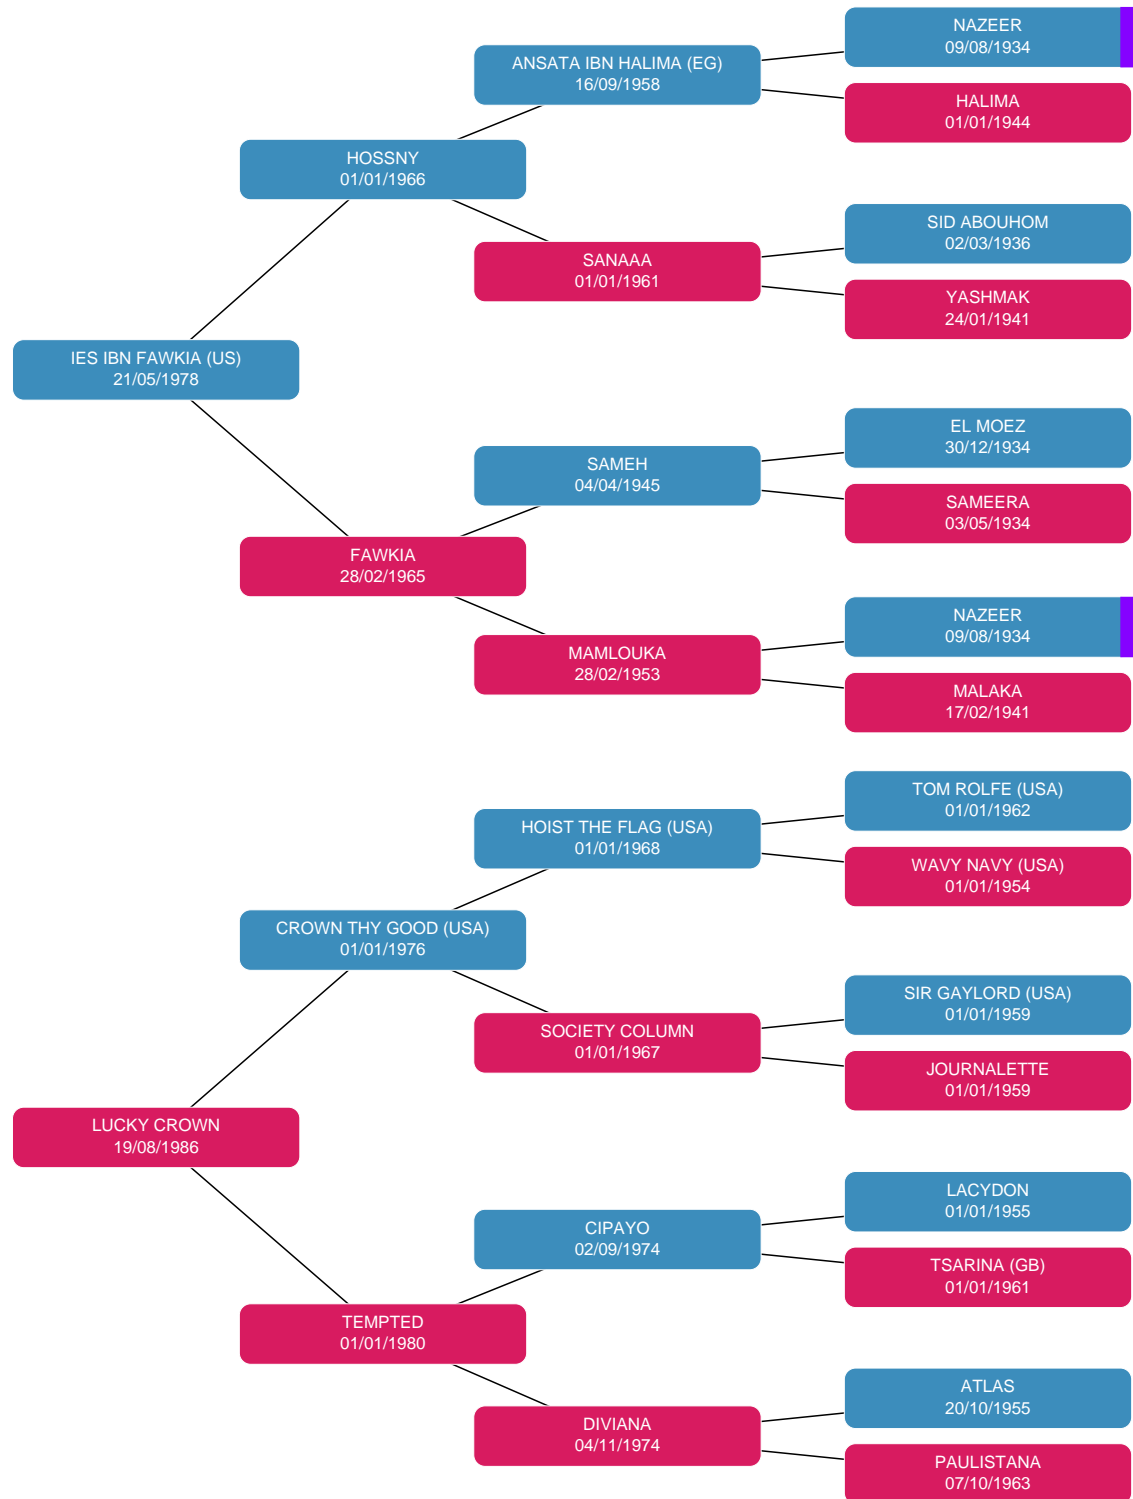 NAZEER
09/08/1934
ANSATA IBN HALIMA (EG)
16/09/1958
HALIMA
01/01/1944
HOSSNY
01/01/1966
SID ABOUHOM
02/03/1936
SANAAA
01/01/1961
YASHMAK
24/01/1941
IES IBN FAWKIA (US)
21/05/1978
EL MOEZ
30/12/1934
SAMEH
04/04/1945
SAMEERA
03/05/1934
FAWKIA
28/02/1965
NAZEER
09/08/1934
MAMLOUKA
28/02/1953
MALAKA
17/02/1941
TOM ROLFE (USA)
01/01/1962
HOIST THE FLAG (USA)
01/01/1968
WAVY NAVY (USA)
01/01/1954
CROWN THY GOOD (USA)
01/01/1976
SIR GAYLORD (USA)
01/01/1959
SOCIETY COLUMN
01/01/1967
JOURNALETTE
01/01/1959
LUCKY CROWN
19/08/1986
LACYDON
01/01/1955
CIPAYO
02/09/1974
TSARINA (GB)
01/01/1961
TEMPTED
01/01/1980
ATLAS
20/10/1955
DIVIANA
04/11/1974
PAULISTANA
07/10/1963